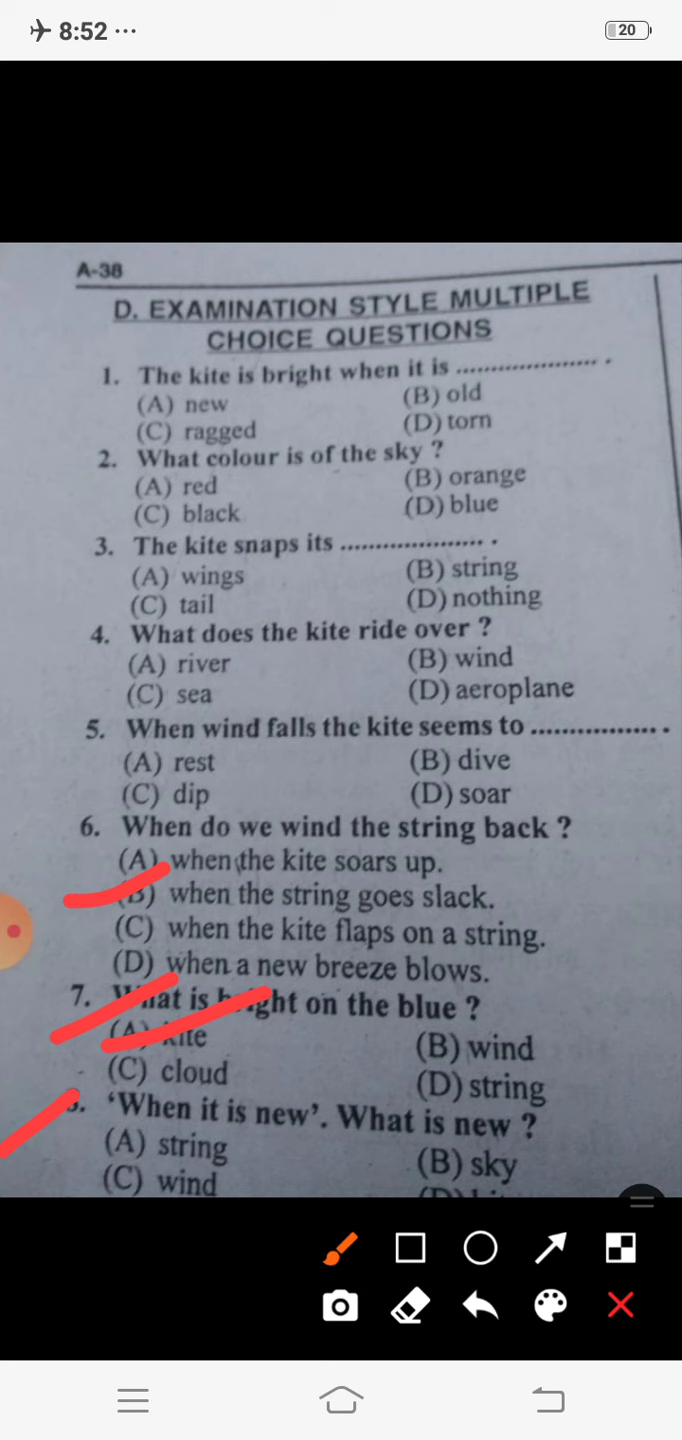 8:52 ...
20
A-38
D. EXAMINATION STYLE MULTIPLE
CHOICE QUESTIONS
1. The kite is bright when it is .................... .
(A) new (B) old
(C) ragged (D) torn
2. What colour is of the sky ?
(A) red (B) orange
(C) black (D) blue
3. The kite snaps its .................... .
(A) wings (B) string
(C) tail (D) nothing
4. What does the kite ride over ?
(A) river (B) wind
(C) sea (D) aeroplane
5. When wind falls the kite seems to ................ .
(A) rest (B) dive
(C) dip (D) soar
6. When do we wind the string back ?
(A) when the kite soars up.
(B) when the string goes slack.
(C) when the kite flaps on a string.
(D) when a new breeze blows.
7. What is bright on the blue ?
(A) kite (B) wind
(C) cloud (D) string
'When it is new'. What is new ?
(A) string (B) sky
(C) wind